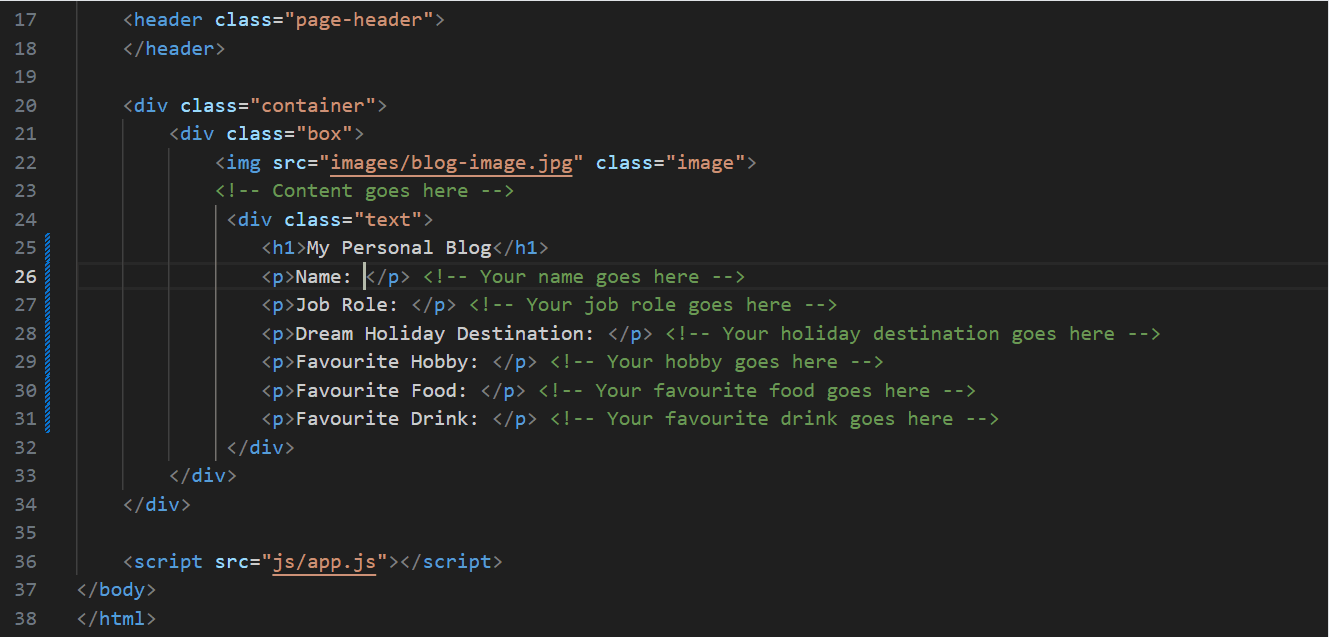 17 <header class="page-header">
18 </header>
19
20 <div class="container">
21 <div class="box">
22 <img src="images/blog-image.jpg" class="image">
23 <!-- Content goes here -->
24 <div class="text">
25 <h1>My Personal Blog</h1>
26 <p>Name: </p> <!-- Your name goes here -->
27 <p>Job Role: </p> <!-- Your job role goes here -->
28 <p>Dream Holiday Destination: </p> <!-- Your holiday destination goes here -->
29 <p>Favourite Hobby: </p> <!-- Your hobby goes here -->
30 <p>Favourite Food: </p> <!-- Your favourite food goes here -->
31 <p>Favourite Drink: </p> <!-- Your favourite drink goes here -->
32 </div>
33 </div>
34 </div>
35
36 <script src="js/app.js"></script>
37 </body>
38 </html>